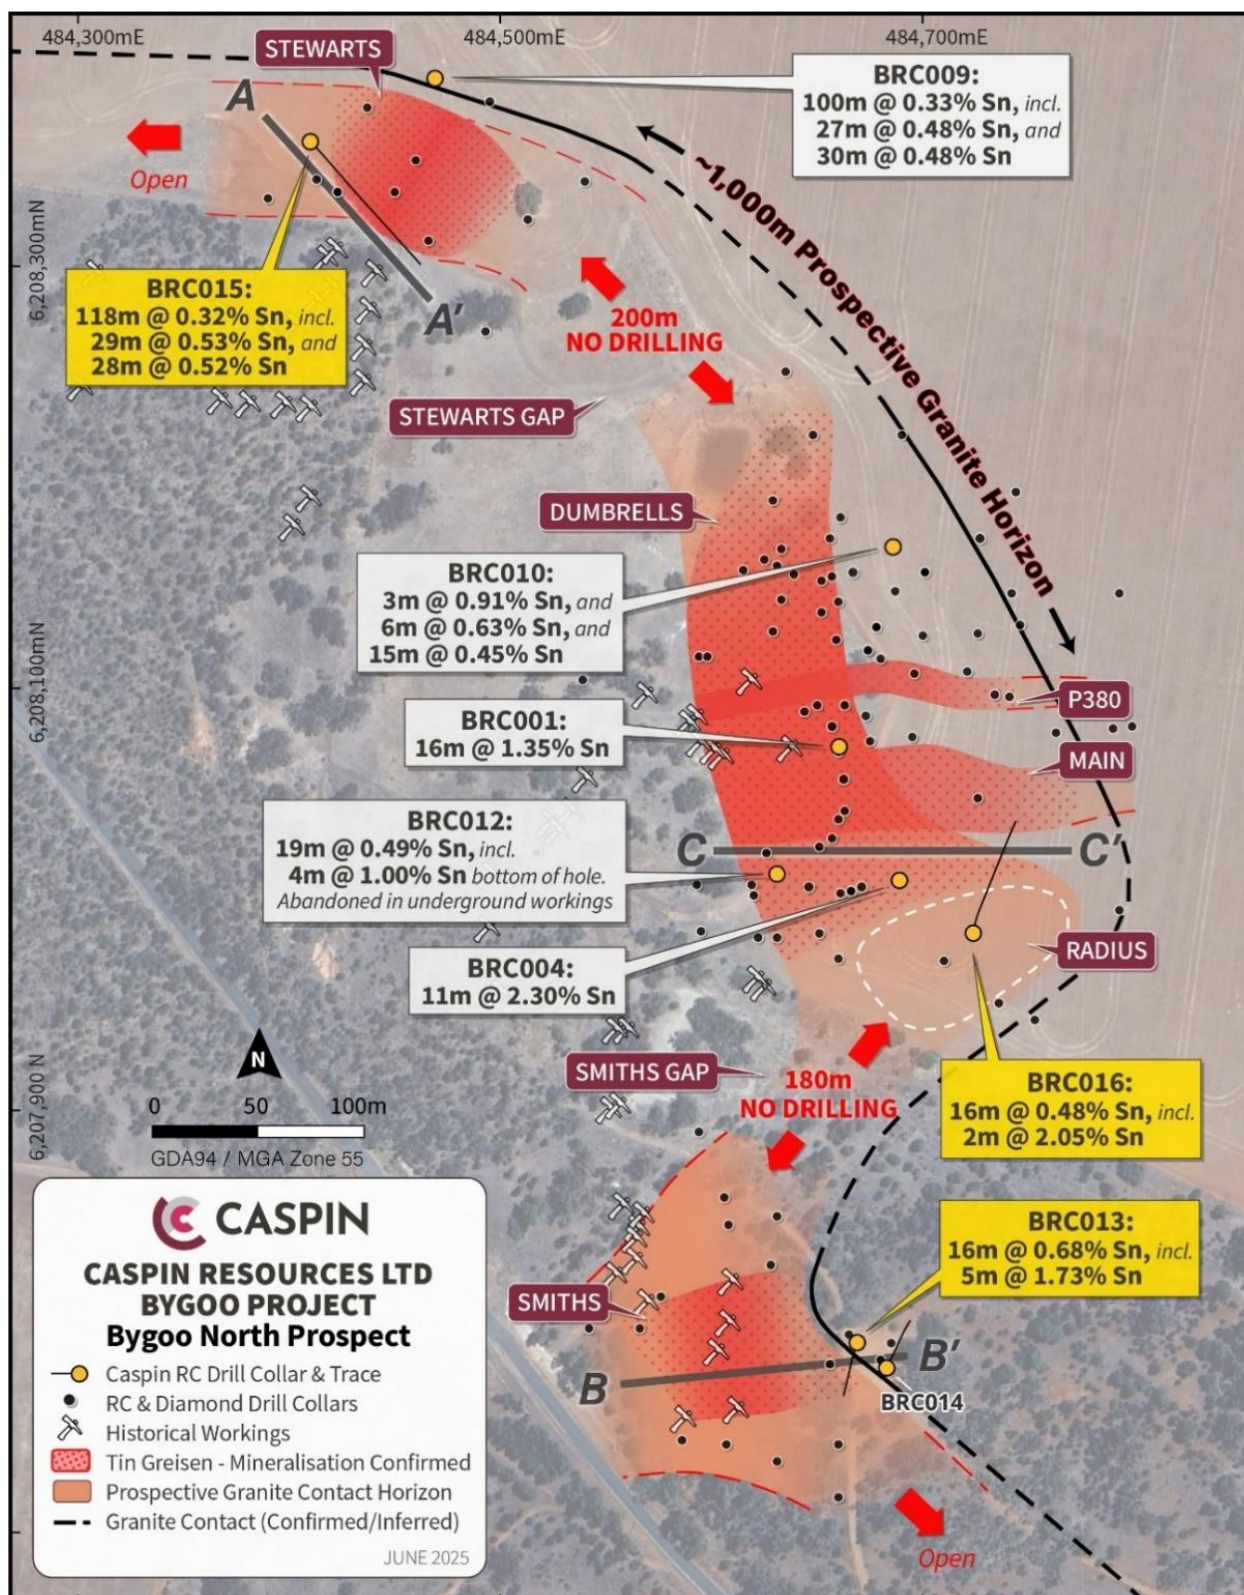 484,300mE
484,500mE
484,700mE
STEWARTS
BRC009:
100m @ 0.33% Sn, incl.
27m @ 0.48% Sn, and
30m @ 0.48% Sn
A
Open
~1,000m Prospective Granite Horizon
6,208,300mN
BRC015:
118m @ 0.32% Sn, incl.
29m @ 0.53% Sn, and
28m @ 0.52% Sn
A'
200m
NO DRILLING
STEWARTS GAP
DUMBRELLS
BRC010:
3m @ 0.91% Sn, and
6m @ 0.63% Sn, and
15m @ 0.45% Sn
6,208,100mN
P380
BRC001:
16m @ 1.35% Sn
MAIN
BRC012:
19m @ 0.49% Sn, incl.
4m @ 1.00% Sn bottom of hole.
Abandoned in underground workings
C
C'
RADIUS
BRC004:
11m @ 2.30% Sn
N
SMITHS GAP
180m
NO DRILLING
BRC016:
16m @ 0.48% Sn, incl.
2m @ 2.05% Sn
6,207,900 N
0 50 100m
GDA94 / MGA Zone 55
BRC013:
16m @ 0.68% Sn, incl.
5m @ 1.73% Sn
SMITHS
B
B'
BRC014
Open
CASPIN
CASPIN RESOURCES LTD
BYGOO PROJECT
Bygoo North Prospect
Caspin RC Drill Collar & Trace
RC & Diamond Drill Collars
Historical Workings
Tin Greisen - Mineralisation Confirmed
Prospective Granite Contact Horizon
Granite Contact (Confirmed/Inferred)
JUNE 2025